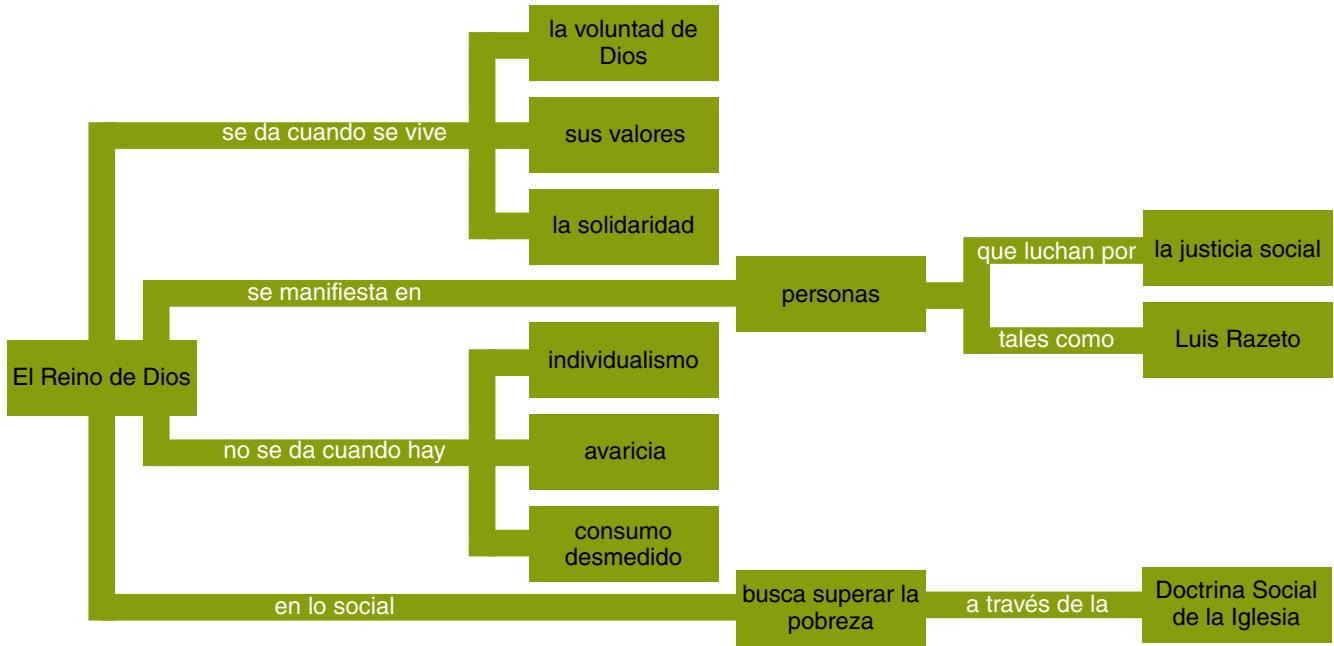 la voluntad de
Dios
se da cuando se vive
sus valores
la solidaridad
que luchan por
la justicia social
se manifiesta en
personas
tales como
Luis Razeto
El Reino de Dios
individualismo
no se da cuando hay
avaricia
consumo
desmedido
en lo social
busca superar la
pobreza
a través de la
Doctrina Social
de la Iglesia